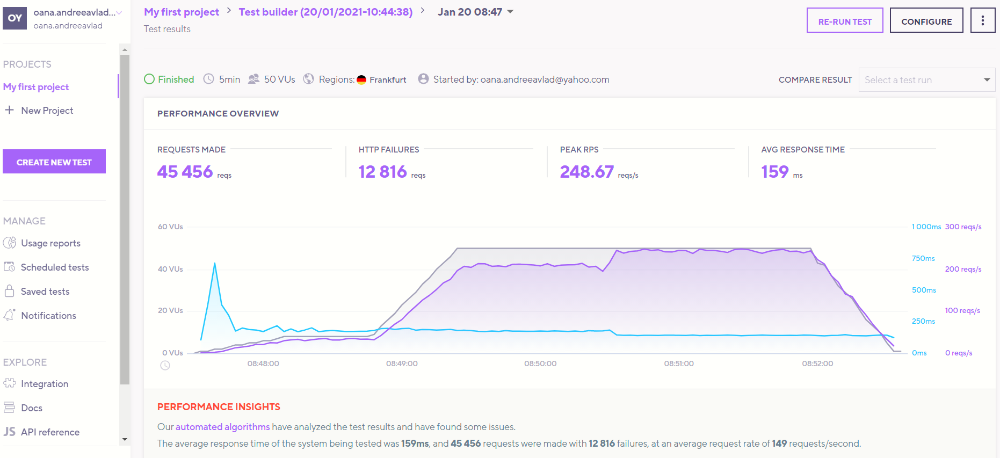 OY
oana.andreeavlad...
oana.andreeavlad
PROJECTS
My first project
New Project
CREATE NEW TEST
MANAGE
Usage reports
Scheduled tests
Saved tests
Notifications
EXPLORE
Integration
Docs
JS API reference
My first project > Test builder (20/01/2021-10:44:38) > Jan 20 08:47
Test results
RE-RUN TEST
CONFIGURE
Finished 5min 50 VUs Regions: Frankfurt Started by: oana.andreeavlad@yahoo.com
COMPARE RESULT Select a test run
PERFORMANCE OVERVIEW
REQUESTS MADE
45 456 reqs
HTTP FAILURES
12 816 reqs
PEAK RPS
248.67 reqs/s
AVG RESPONSE TIME
159 ms
60 VUs
40 VUs
20 VUs
0 VUs
1 000ms 300 reqs/s
750ms
200 reqs/s
500ms
100 reqs/s
250ms
0ms 0 reqs/s
08:48:00 08:49:00 08:50:00 08:51:00 08:52:00
PERFORMANCE INSIGHTS
Our automated algorithms have analyzed the test results and have found some issues.
The average response time of the system being tested was 159ms, and 45 456 requests were made with 12 816 failures, at an average request rate of 149 requests/second.